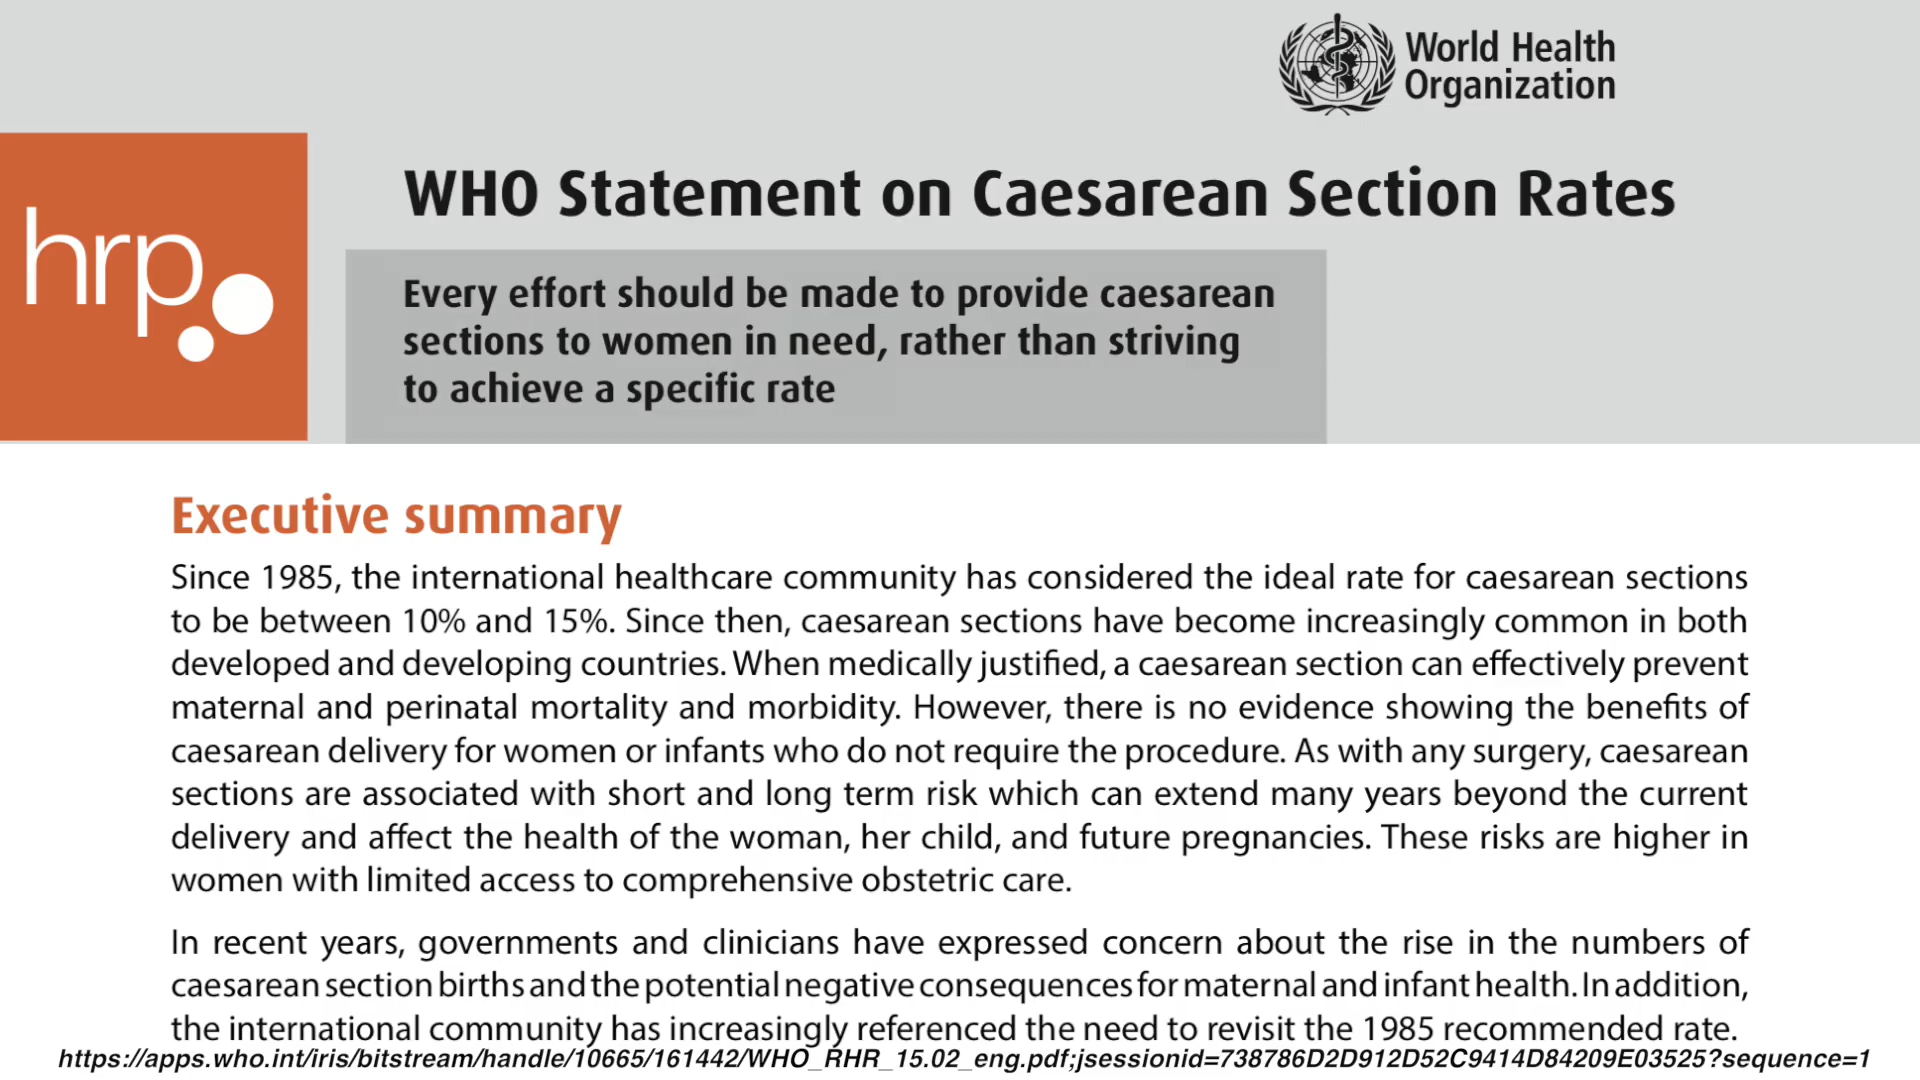 World Health
Organization
WHO Statement on Caesarean Section Rates
hrp.
Every effort should be made to provide caesarean
sections to women in need, rather than striving
to achieve a specific rate
Executive summary
Since 1985, the international healthcare community has considered the ideal rate for caesarean sections
to be between 10% and 15%. Since then, caesarean sections have become increasingly common in both
developed and developing countries. When medically justified, a caesarean section can effectively prevent
maternal and perinatal mortality and morbidity. However, there is no evidence showing the benefits of
caesarean delivery for women or infants who do not require the procedure. As with any surgery, caesarean
sections are associated with short and long term risk which can extend many years beyond the current
delivery and affect the health of the woman, her child, and future pregnancies. These risks are higher in
women with limited access to comprehensive obstetric care.
In recent years, governments and clinicians have expressed concern about the rise in the numbers of
caesarean section births and the potential negative consequences for maternal and infant health. In addition,
the international community has increasingly referenced the need to revisit the 1985 recommended rate.
https://apps.who.int/iris/bitstream/handle/10665/161442/WHO_RHR_15.02_eng.pdf;jsessionid=738786D2D912D52C9414D84209E03525?sequence=1